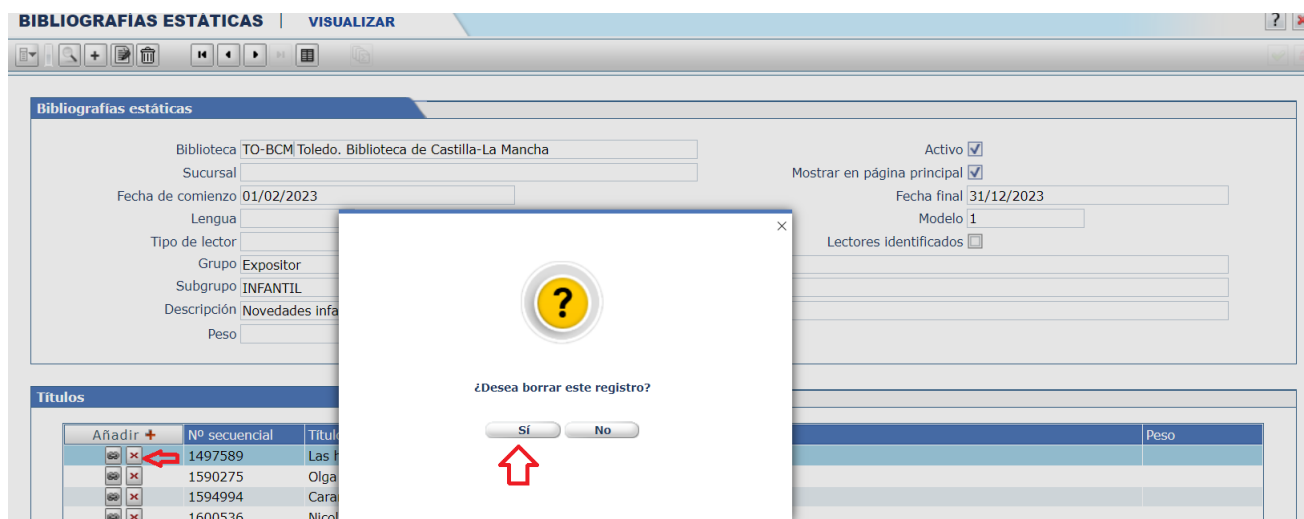 BIBLIOGRAFÍAS ESTÁTICAS | VISUALIZAR
?
Bibliografías estáticas
Biblioteca TO-BCM Toledo. Biblioteca de Castilla-La Mancha Activo
Sucursal Mostrar en página principal
Fecha de comienzo 01/02/2023 Fecha final 31/12/2023
Lengua Modelo 1
Tipo de lector Lectores identificados
Grupo Expositor
Subgrupo INFANTIL
Descripción Novedades infa
Peso
?
¿Desea borrar este registro?
Sí No
Títulos
Añadir + Nº secuencial Títul Peso
1497589 Las h
1590275 Olga
1594994 Cara
1600536 Nicol